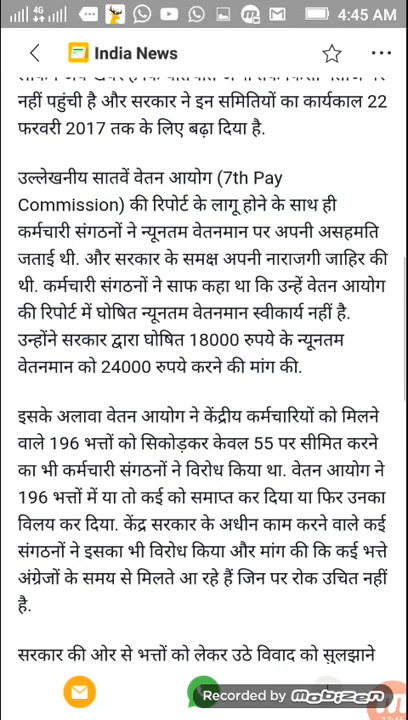 4G
4:45 AM
India News
नहीं पहुंची है और सरकार ने इन समितियों का कार्यकाल 22
फरवरी 2017 तक के लिए बढ़ा दिया है.
उल्लेखनीय सातवें वेतन आयोग (7th Pay
Commission) की रिपोर्ट के लागू होने के साथ ही
कर्मचारी संगठनों ने न्यूनतम वेतनमान पर अपनी असहमति
जताई थी. और सरकार के समक्ष अपनी नाराजगी जाहिर की
थी. कर्मचारी संगठनों ने साफ कहा था कि उन्हें वेतन आयोग
की रिपोर्ट में घोषित न्यूनतम वेतनमान स्वीकार्य नहीं है.
उन्होंने सरकार द्वारा घोषित 18000 रुपये के न्यूनतम
वेतनमान को 24000 रुपये करने की मांग की.
इसके अलावा वेतन आयोग ने केंद्रीय कर्मचारियों को मिलने
वाले 196 भत्तों को सिकोड़कर केवल 55 पर सीमित करने
का भी कर्मचारी संगठनों ने विरोध किया था. वेतन आयोग ने
196 भत्तों में या तो कई को समाप्त कर दिया या फिर उनका
विलय कर दिया. केंद्र सरकार के अधीन काम करने वाले कई
संगठनों ने इसका भी विरोध किया और मांग की कि कई भत्ते
अंग्रेजों के समय से मिलते आ रहे हैं जिन पर रोक उचित नहीं
है.
सरकार की ओर से भत्तों को लेकर उठे विवाद को सुलझाने
Recorded by mobizen